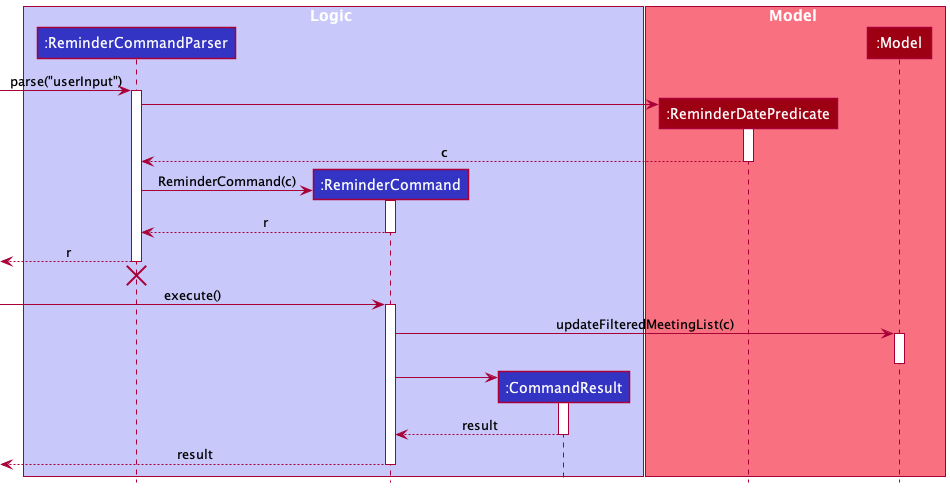 Logic
Model
:ReminderCommandParser
:Model
parse("userInput")
:ReminderDatePredicate
c
ReminderCommand(c)
:ReminderCommand
r
r
execute()
updateFilteredMeetingList(c)
:CommandResult
result
result